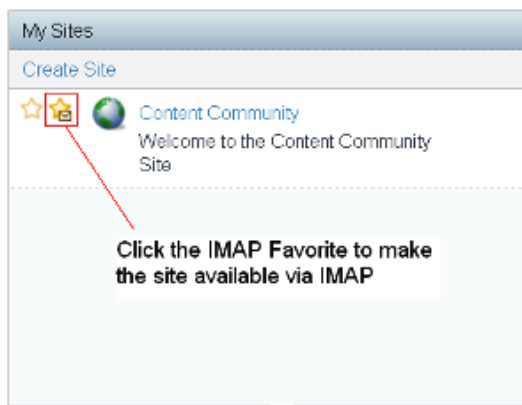 My Sites
Create Site
Content Community
Welcome to the Content Community
Site
Click the IMAP Favorite to make
the site available via IMAP